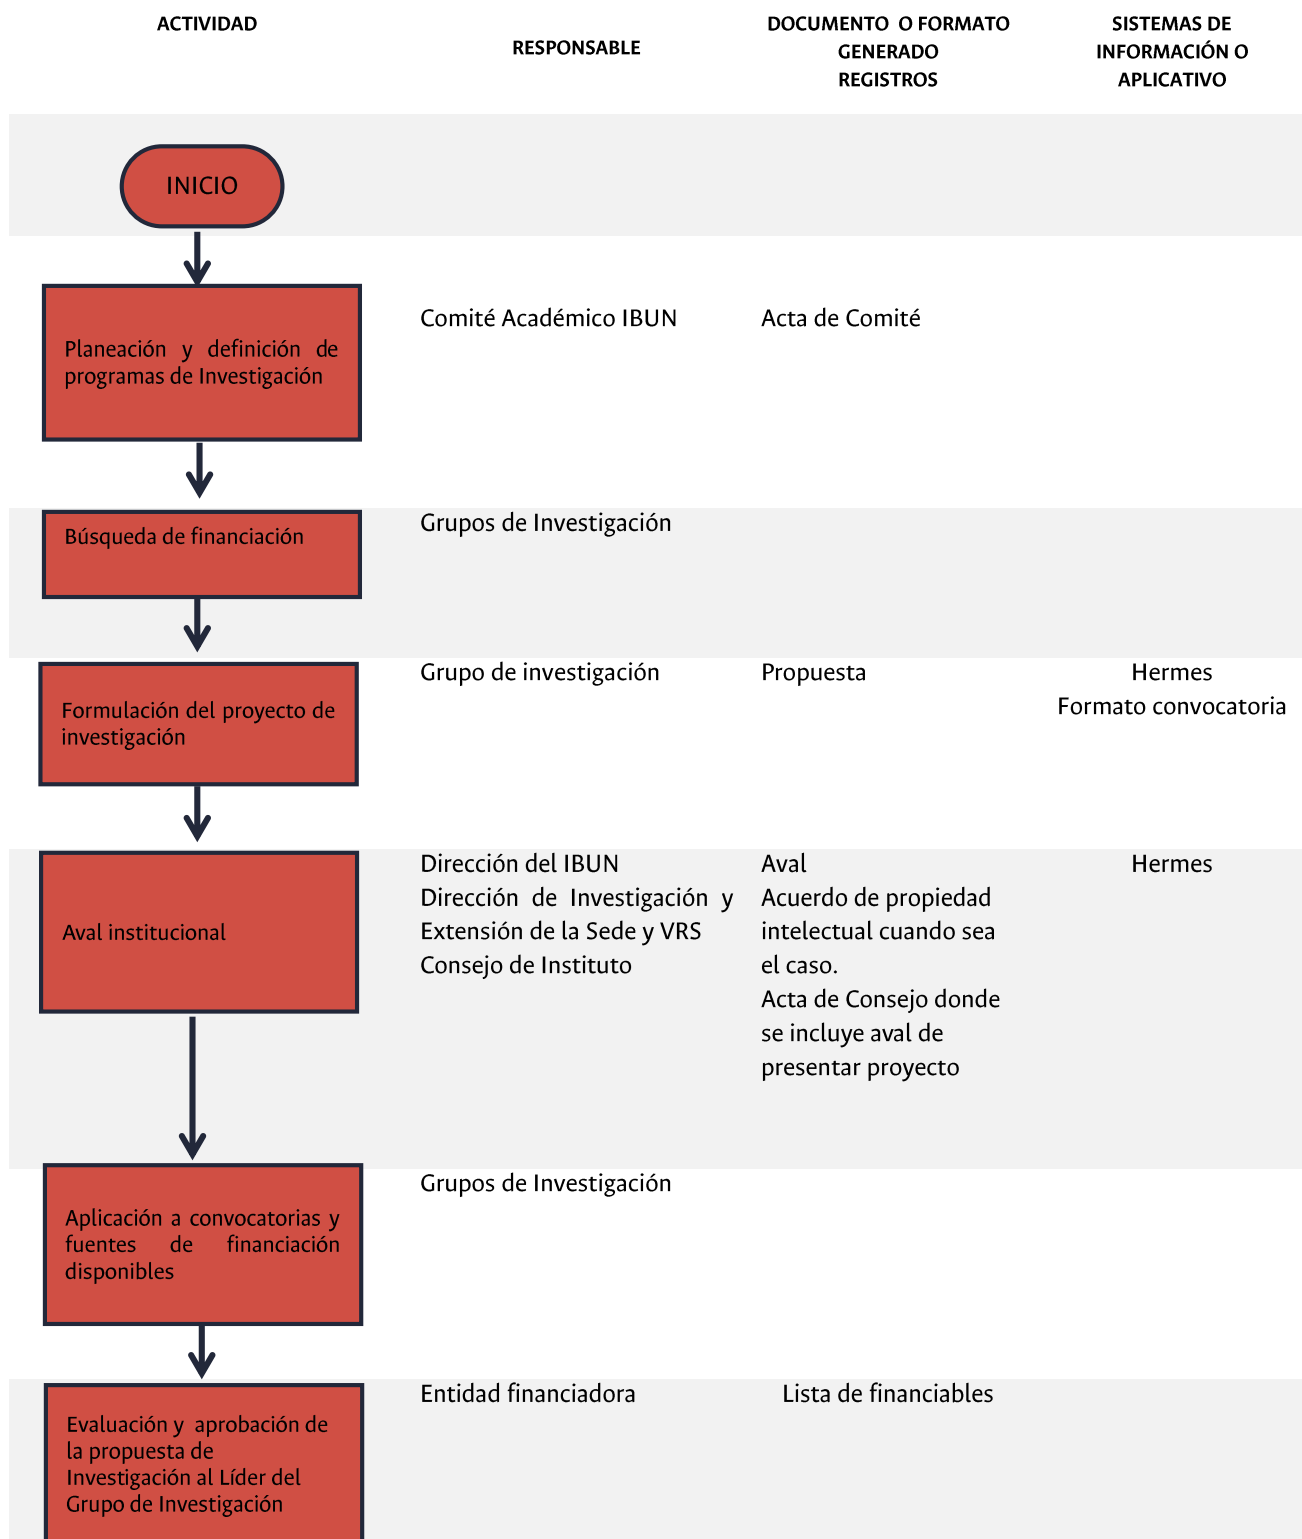 ACTIVIDAD
RESPONSABLE
DOCUMENTO O FORMATO
GENERADO
REGISTROS
SISTEMAS DE
INFORMACIÓN O
APLICATIVO
INICIO
Planeación y definición de
programas de Investigación
Comité Académico IBUN
Acta de Comité
Búsqueda de financiación
Grupos de Investigación
Formulación del proyecto de
investigación
Grupo de investigación
Propuesta
Hermes
Formato convocatoria
Aval institucional
Dirección del IBUN
Dirección de Investigación y
Extensión de la Sede y VRS
Consejo de Instituto
Aval
Acuerdo de propiedad
intelectual cuando sea
el caso.
Acta de Consejo donde
se incluye aval de
presentar proyecto
Hermes
Aplicación a convocatorias y
fuentes de financiación
disponibles
Grupos de Investigación
Evaluación y aprobación de
la propuesta de
Investigación al Líder del
Grupo de Investigación
Entidad financiadora
Lista de financiables